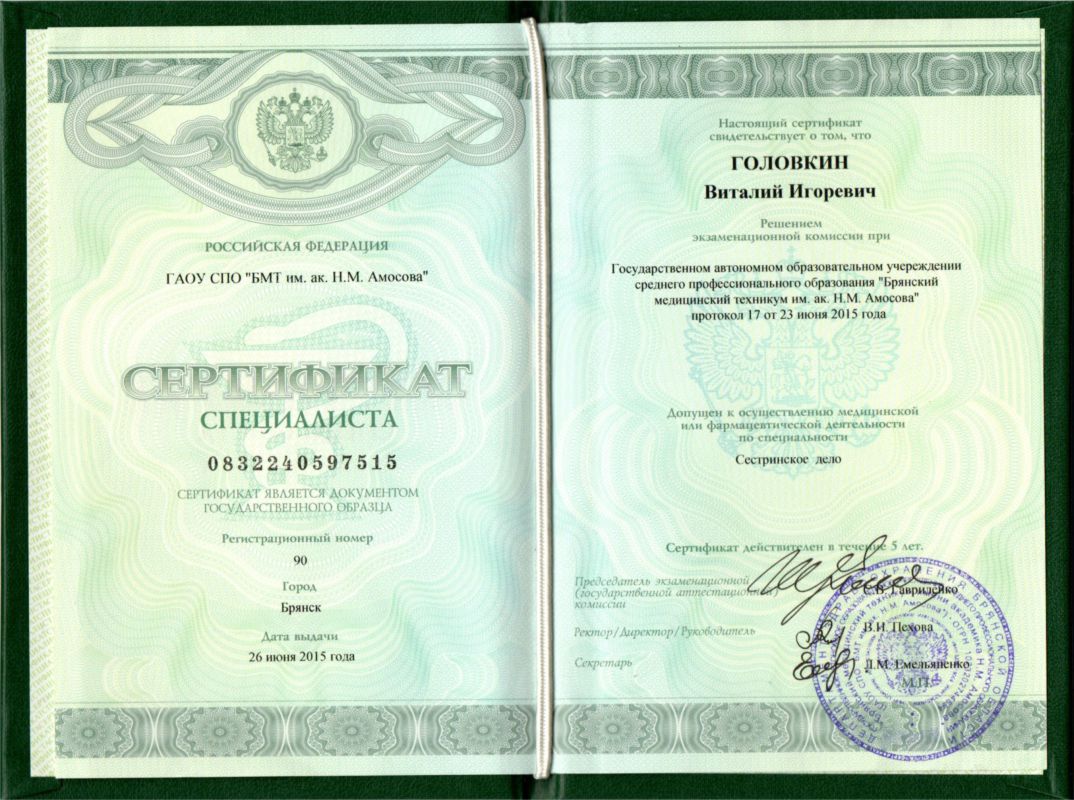 РОССИЙСКАЯ ФЕДЕРАЦИЯ
ГАОУ СПО "БМТ им. ак. Н.М. Амосова"
СЕРТИФИКАТ
СПЕЦИАЛИСТА
0832240597515
СЕРТИФИКАТ ЯВЛЯЕТСЯ ДОКУМЕНТОМ
ГОСУДАРСТВЕННОГО ОБРАЗЦА
Регистрационный номер
90
Город
Брянск
Дата выдачи
26 июня 2015 года
Настоящий сертификат
свидетельствует о том, что
ГОЛОВКИН
Виталий Игоревич
Решением
экзаменационной комиссии при
Государственном автономном образовательном учереждении
среднего профессионального образования "Брянский
медицинский техникум им. ак. Н.М. Амосова"
протокол 17 от 23 июня 2015 года
Допущен к осуществлению медицинской
или фармацевтической деятельности
по специальности
Сестринское дело
Сертификат действителен в течение 5 лет.
Председатель экзаменационной
(государственной аттестационной)
комиссии
С.В. Гавриленко
Ректор/Директор/Руководитель
В.И. Пехова
Секретарь
Л.М. Емельяненко
М.П.